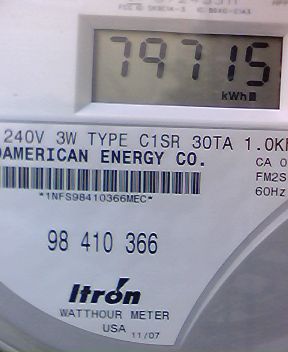 79715
kWh
240V 3W TYPE C1SR 30TA 1.0K
AMERICAN ENERGY CO.
CA 0
FM2S
60Hz
*1NFS98410366MEC*
98 410 366
Itron
WATTHOUR METER
USA 11/07